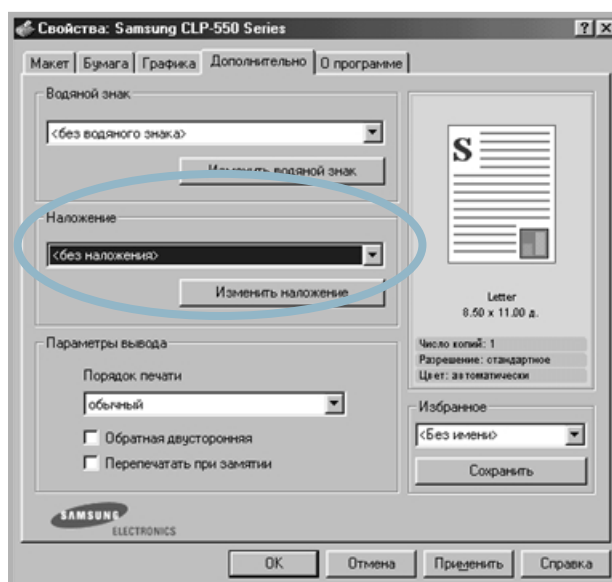 Свойства: Samsung CLP-550 Series
Макет Бумага Графика Дополнительно О программе
Водяной знак
<без водяного знака>
Изменить водяной знак
Наложение
<без наложения>
Изменить наложение
S
Letter
8.50 x 11.00 д.
Число копий: 1
Разрешение: стандартное
Цвет: автоматически
Параметры вывода
Порядок печати
обычный
Обратная двусторонняя
Перепечатать при замятии
Избранное
<Без имени>
Сохранить
SAMSUNG
ELECTRONICS
OK Отмена Применить Справка